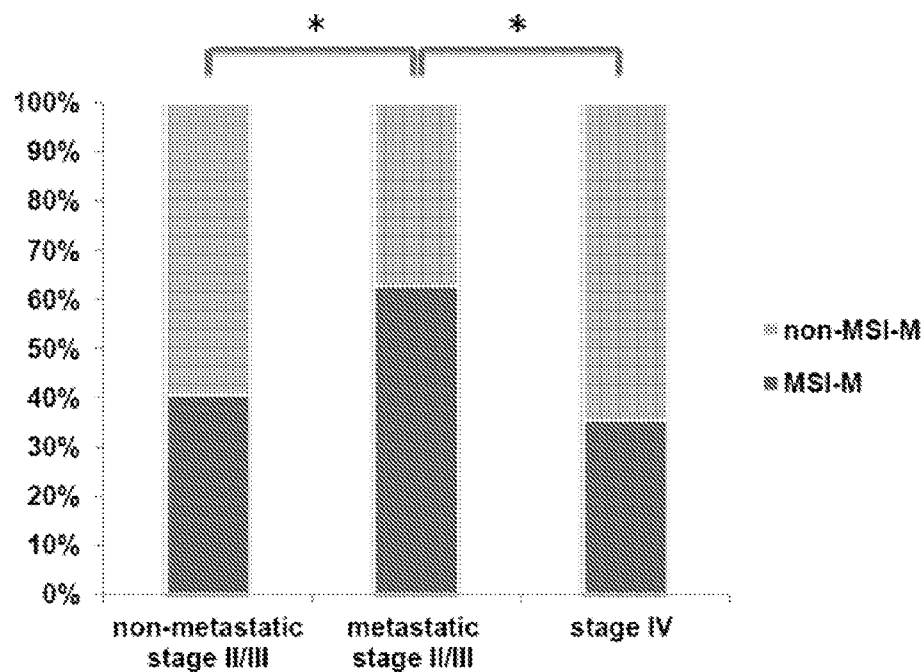 * *
100%
90%
80%
70%
60%
50%
40%
30%
20%
10%
0%
non-MSI-M
MSI-M
non-metastatic
stage II/III
metastatic
stage II/III
stage IV